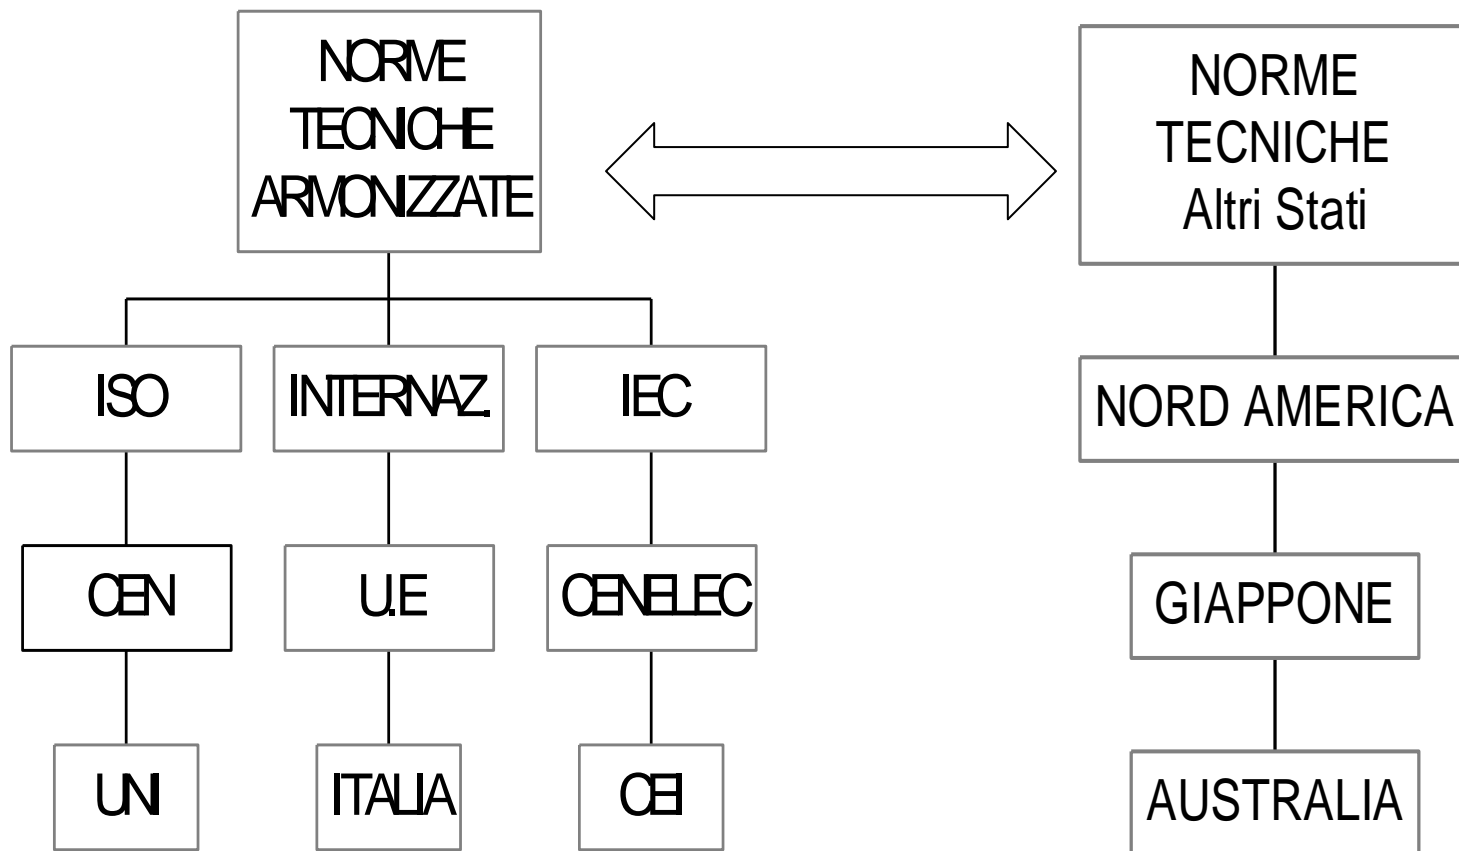 NORME
TECNICHE
ARMONIZZATE
NORME
TECNICHE
Altri Stati
ISO
INTERNAZ.
IEC
NORD AMERICA
CEN
U.E
CENELEC
GIAPPONE
UNI
ITALIA
CEI
AUSTRALIA